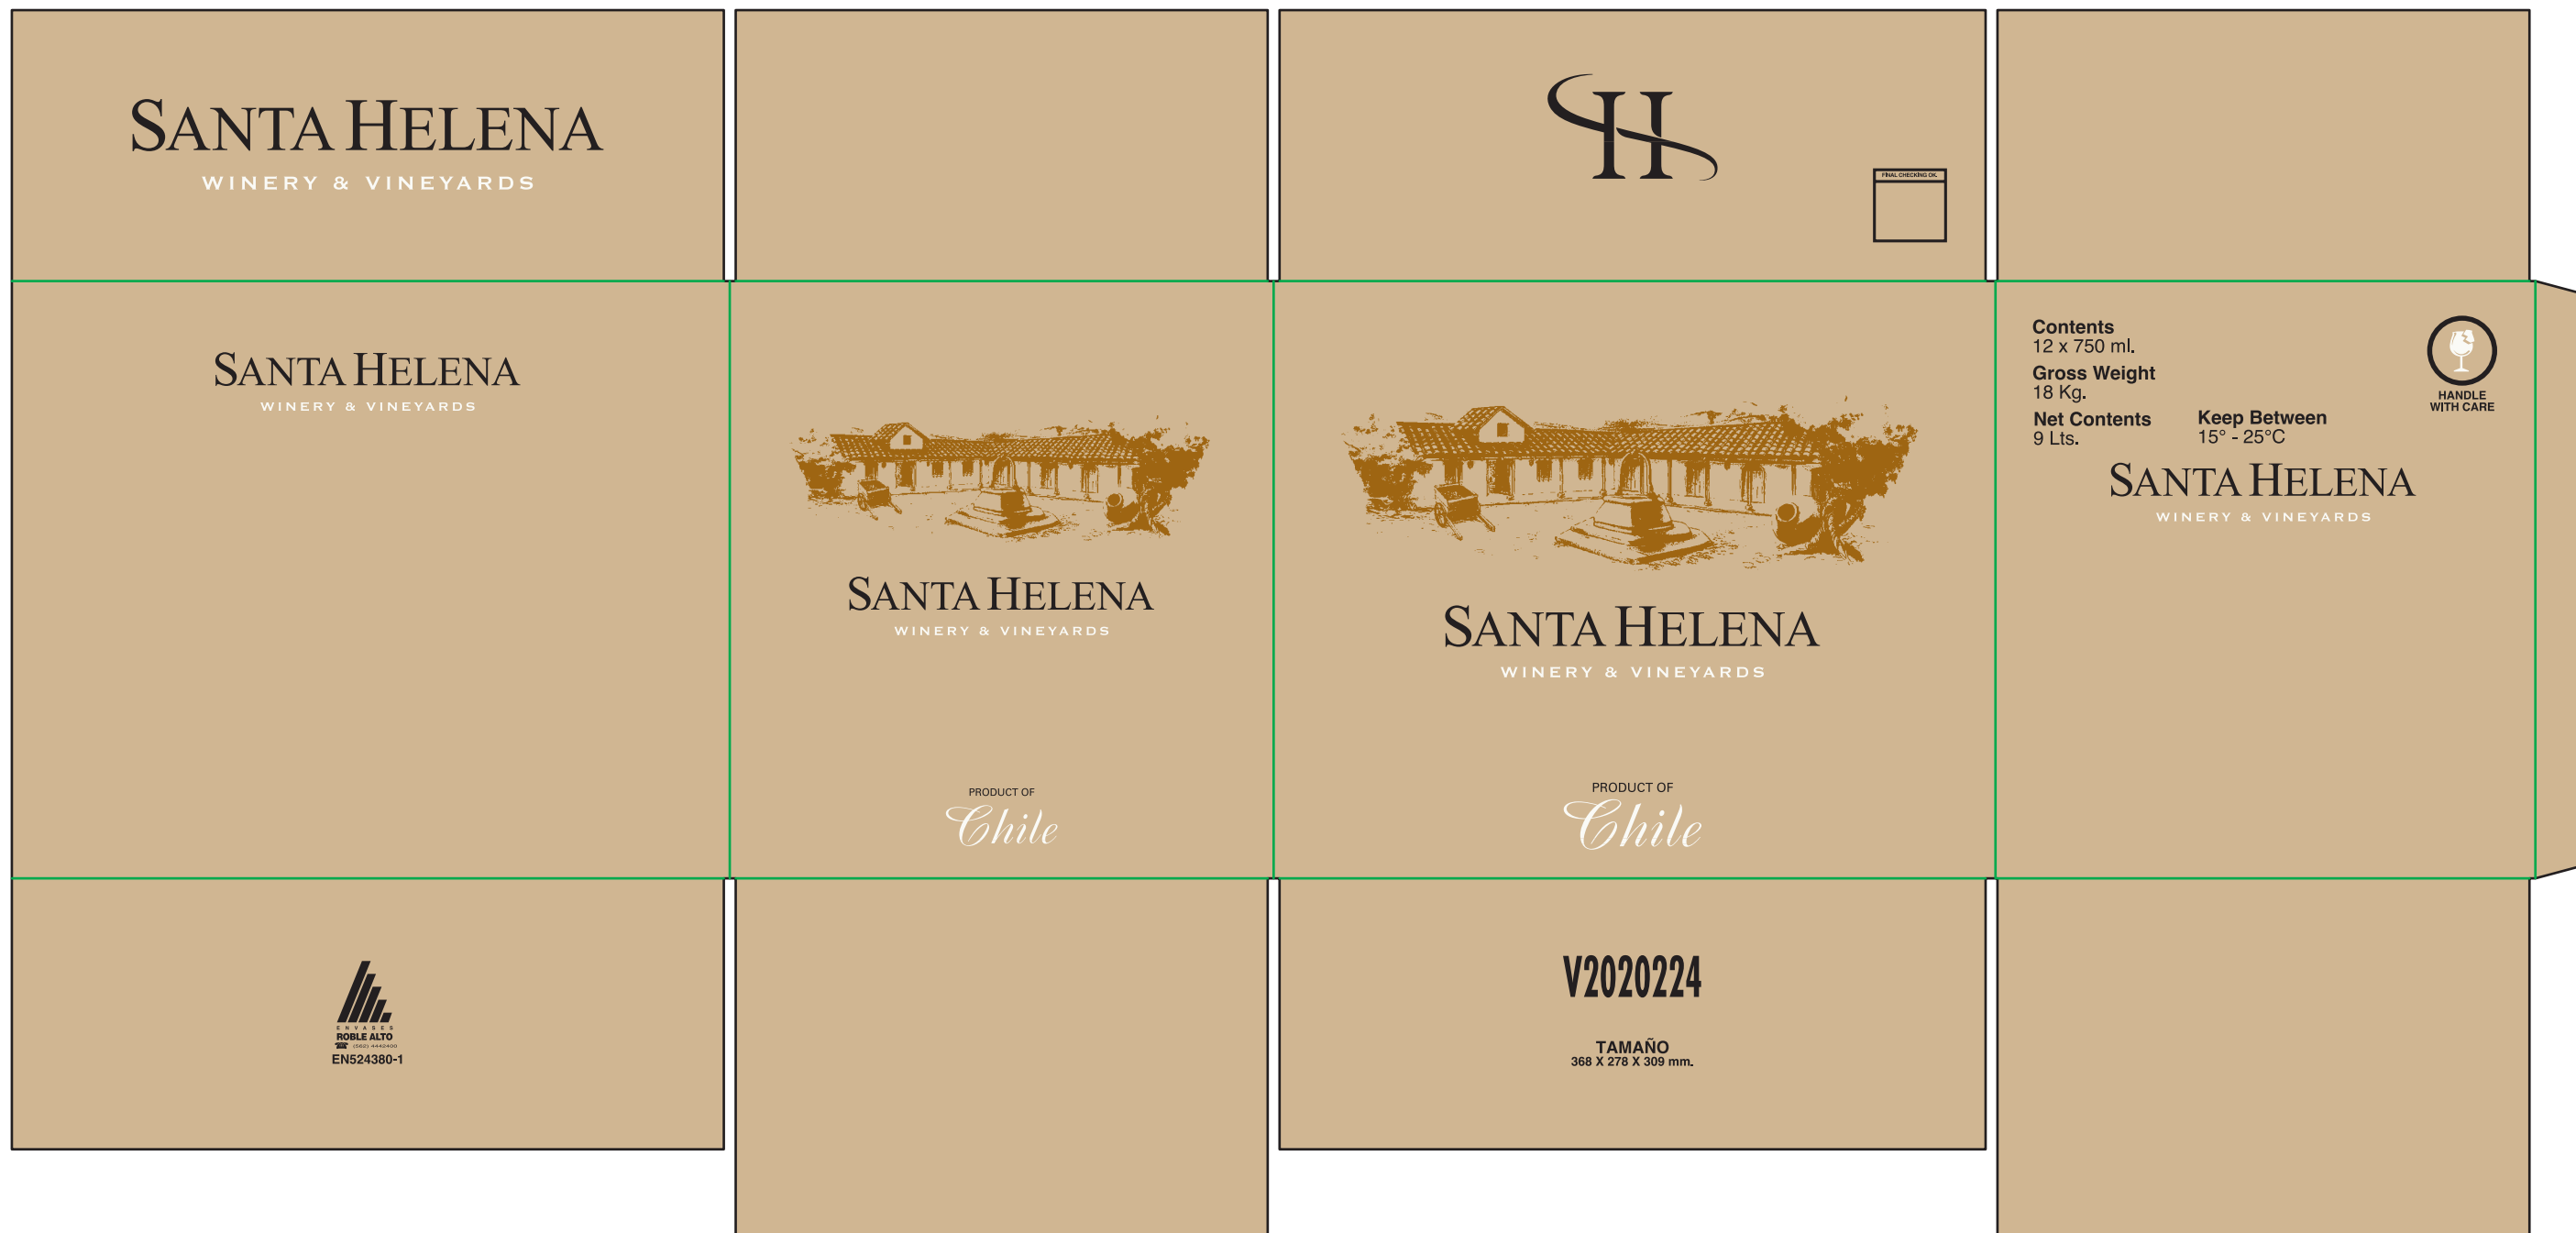 SANTA HELENA
WINERY & VINEYARDS
SH
FINAL CHECKING OK.
SANTA HELENA
WINERY & VINEYARDS
SANTA HELENA
WINERY & VINEYARDS
PRODUCT OF
Chile
SANTA HELENA
WINERY & VINEYARDS
PRODUCT OF
Chile
Contents
12 x 750 ml.
Gross Weight
18 Kg.
Net Contents
9 Lts.
Keep Between
15° - 25°C
HANDLE
WITH CARE
SANTA HELENA
WINERY & VINEYARDS
ENVASES
ROBLE ALTO
(562) 4442400
EN524380-1
V2020224
TAMAÑO
368 X 278 X 309 mm.